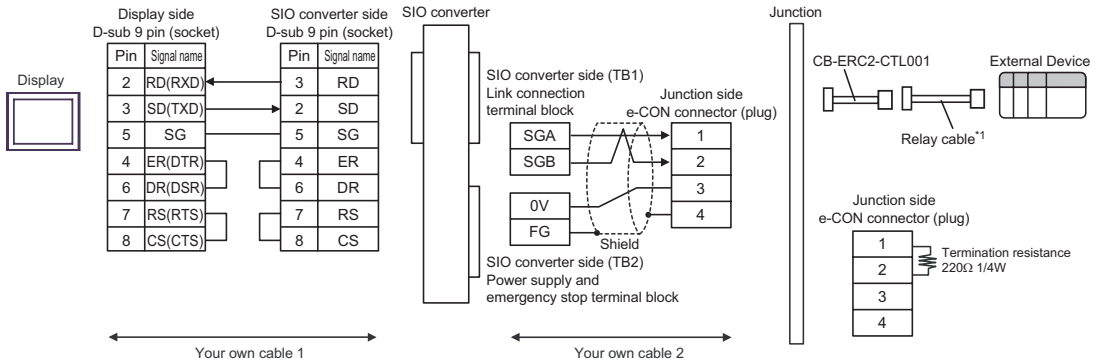 Display
Display side
D-sub 9 pin (socket)
Pin Signal name
2 RD(RXD)
3 SD(TXD)
5 SG
4 ER(DTR)
6 DR(DSR)
7 RS(RTS)
8 CS(CTS)
SIO converter side
D-sub 9 pin (socket)
Pin Signal name
3 RD
2 SD
5 SG
4 ER
6 DR
7 RS
8 CS
Your own cable 1
SIO converter
SIO converter side (TB1)
Link connection
terminal block
SGA
SGB
0V
FG
Shield
SIO converter side (TB2)
Power supply and
emergency stop terminal block
Junction side
e-CON connector (plug)
1
2
3
4
Your own cable 2
Junction
CB-ERC2-CTL001
Relay cable*1
External Device
Junction side
e-CON connector (plug)
1
2
3
4
Termination resistance
220Ω 1/4W